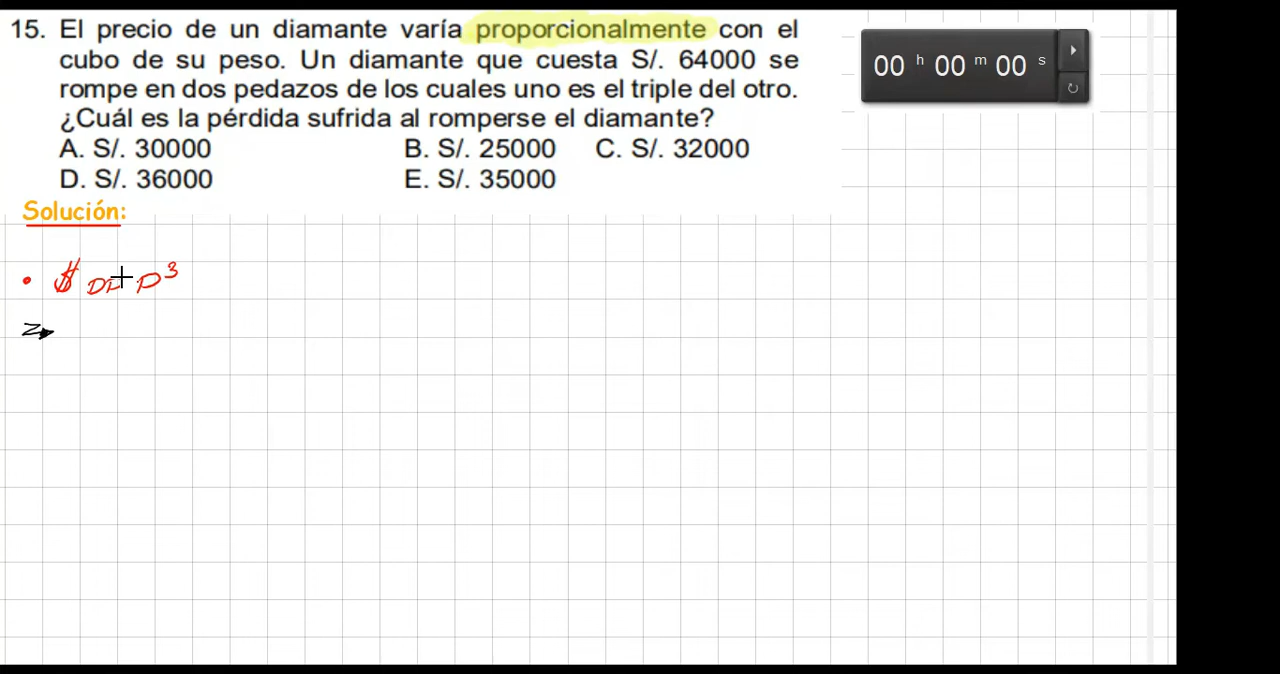 15. El precio de un diamante varía proporcionalmente con el
cubo de su peso. Un diamante que cuesta S/. 64000 se
rompe en dos pedazos de los cuales uno es el triple del otro.
¿Cuál es la pérdida sufrida al romperse el diamante?
A. S/. 30000 B. S/. 25000 C. S/. 32000
D. S/. 36000 E. S/. 35000
Solución:
• $ DP P³
00 h 00 m 00 s